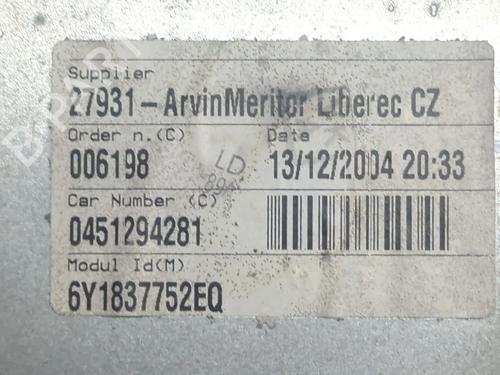 Supplier
27931-ArvinMeritor Liberec CZ
Order n.(C) Date
006198 13/12/2004 20:33
LD
Car Number (C)
0451294281
Modul Id(M)
6Y1837752EQ